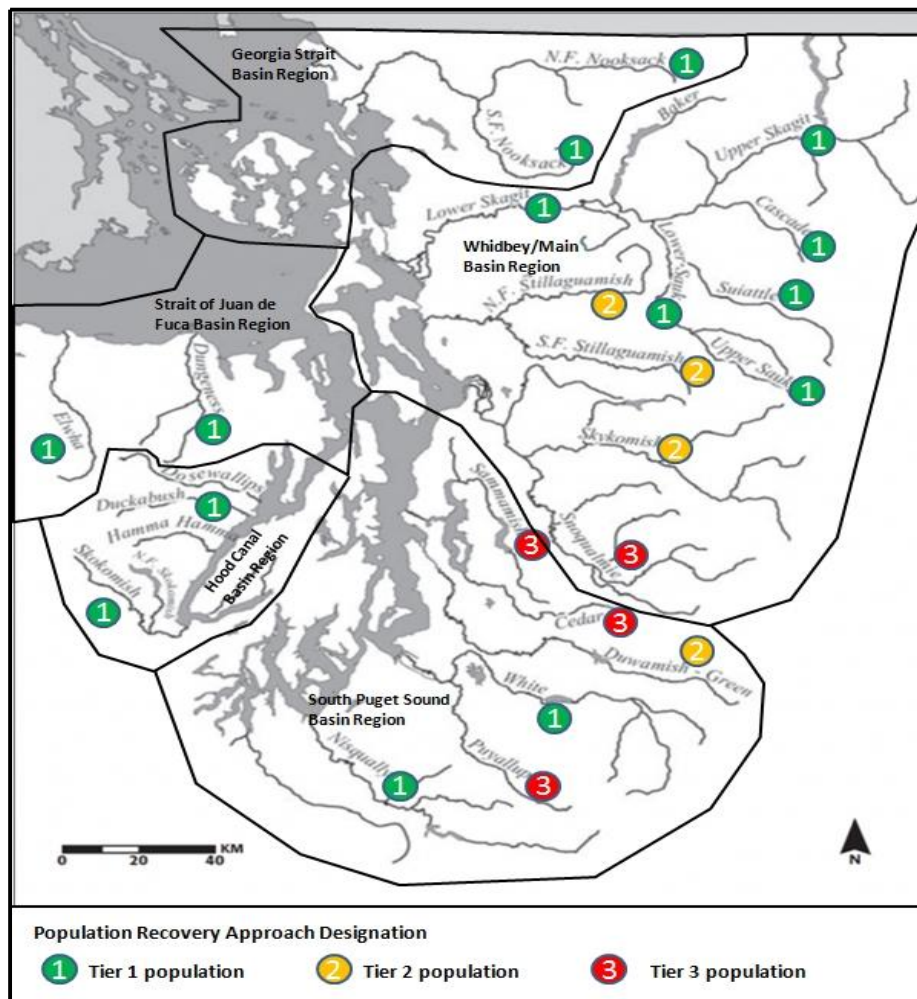 Georgia Strait
Basin Region
N.F. Nooksack
1
S.F. Nooksack
1
Baker
Upper Skagit
1
Lower Skagit
1
Cascade
1
Whidbey/Main
Basin Region
Lower Sauk
1
Suiattle
1
N.F. Stillaguamish
2
Strait of Juan de
Fuca Basin Region
S.F. Stillaguamish
2
Upper Sauk
1
Dungeness
1
Elwha
1
Skykomish
2
Dosewallips
Duckabush
1
Hamma Hamma
Hood Canal
Basin Region
Skokomish
1
N.F. Skokomish
Sammamish
3
Snoqualmie
3
Cedar
3
Duwamish - Green
2
South Puget Sound
Basin Region
White
1
Nisqually
1
Puyallup
3
KM
0 20 40
N
Population Recovery Approach Designation
1 Tier 1 population
2 Tier 2 population
3 Tier 3 population